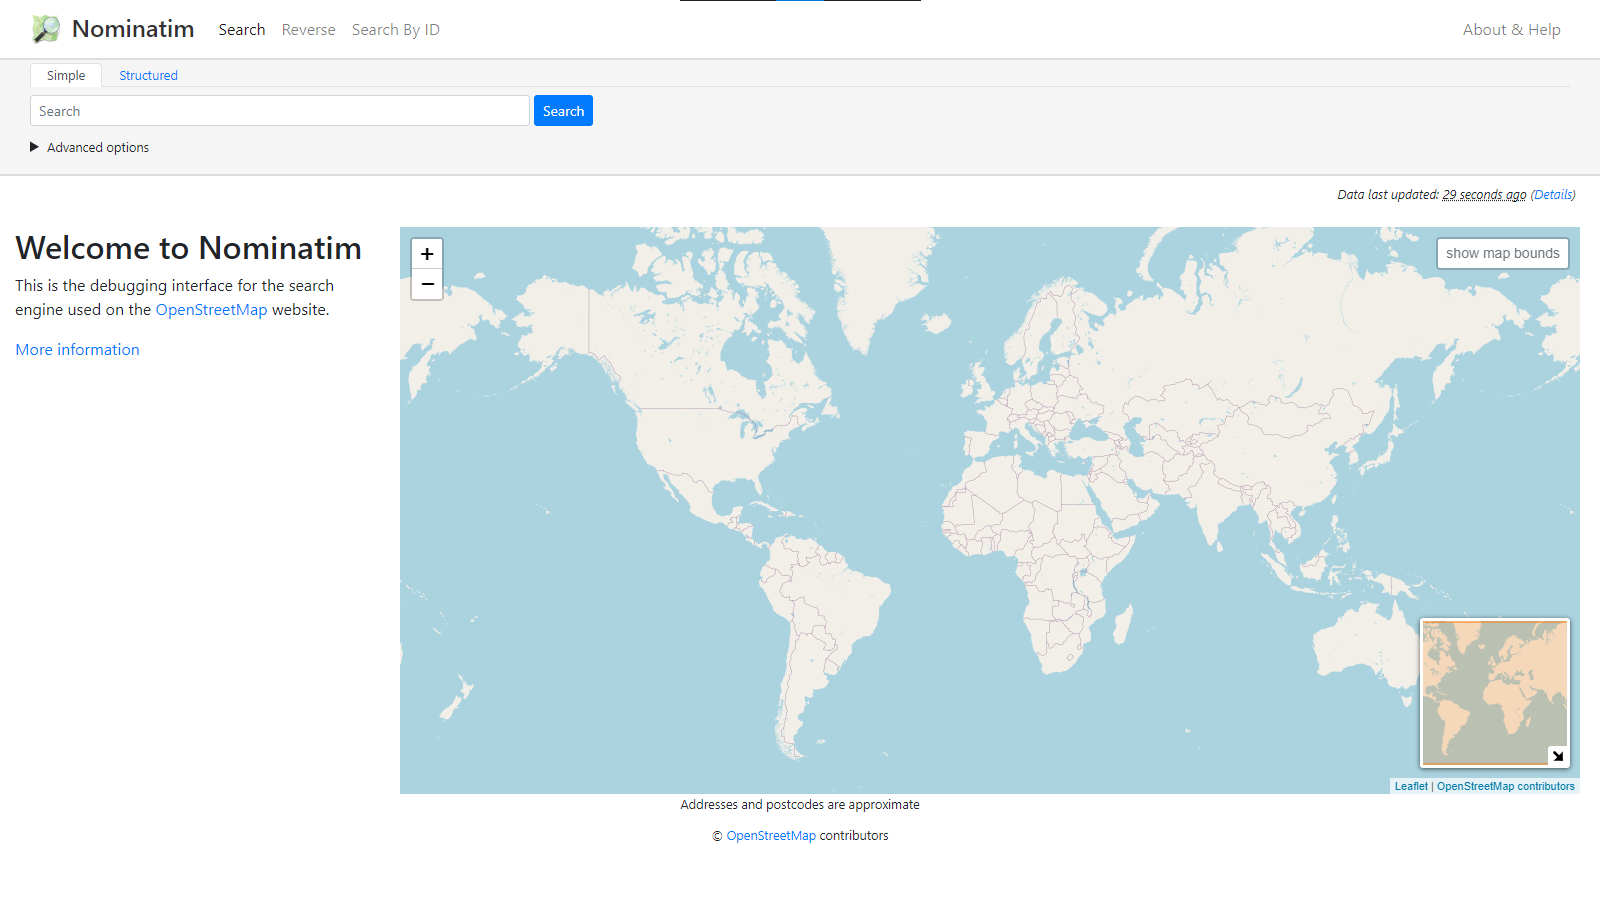 Nominatim
Search
Reverse
Search By ID
About & Help
Simple
Structured
Search
Search
Advanced options
Data last updated: 29 seconds ago (Details)
Welcome to Nominatim
This is the debugging interface for the search
engine used on the OpenStreetMap website.
More information
+
−
show map bounds
Leaflet | OpenStreetMap contributors
Addresses and postcodes are approximate
© OpenStreetMap contributors